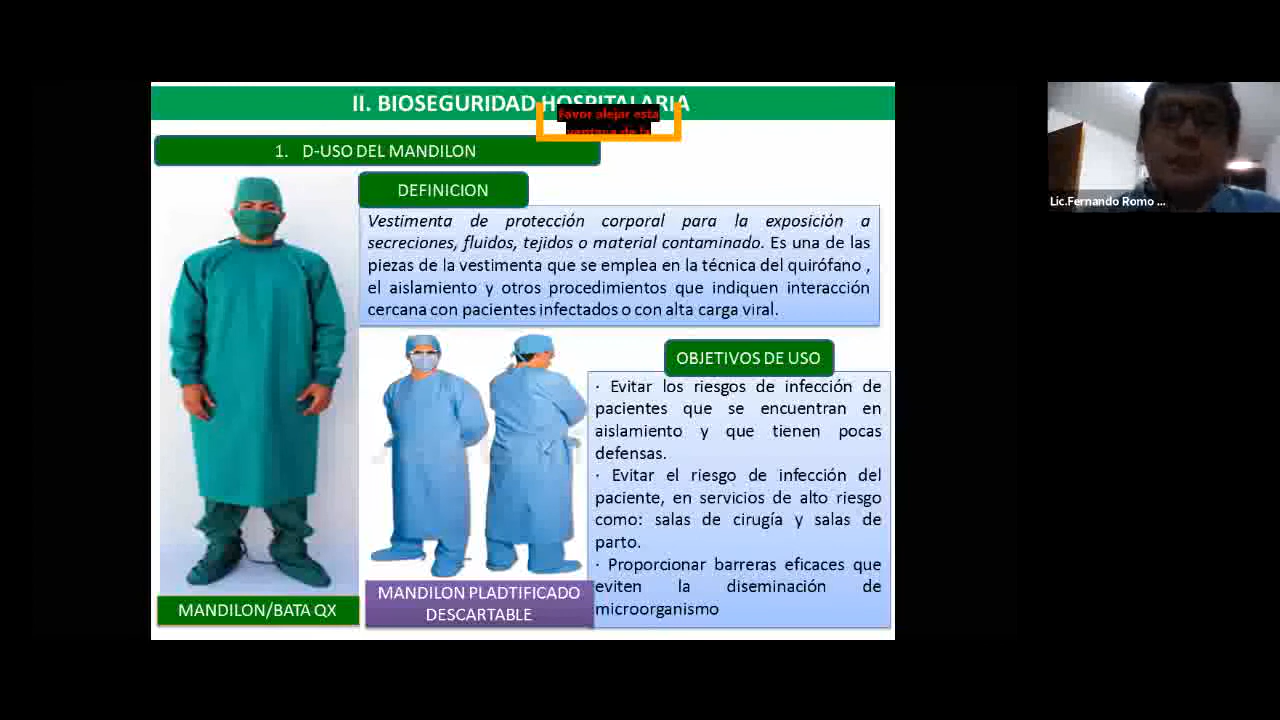 II. BIOSEGURIDAD HOSPITALARIA
Favor alejar esta
ventana de la
1. D-USO DEL MANDILON
DEFINICION
Vestimenta de protección corporal para la exposición a
secreciones, fluidos, tejidos o material contaminado. Es una de las
piezas de la vestimenta que se emplea en la técnica del quirófano ,
el aislamiento y otros procedimientos que indiquen interacción
cercana con pacientes infectados o con alta carga viral.
OBJETIVOS DE USO
· Evitar los riesgos de infección de
pacientes que se encuentran en
aislamiento y que tienen pocas
defensas.
· Evitar el riesgo de infección del
paciente, en servicios de alto riesgo
como: salas de cirugía y salas de
parto.
· Proporcionar barreras eficaces que
eviten la diseminación de
microorganismo
MANDILON/BATA QX
MANDILON PLADTIFICADO
DESCARTABLE
Lic.Fernando Romo ...